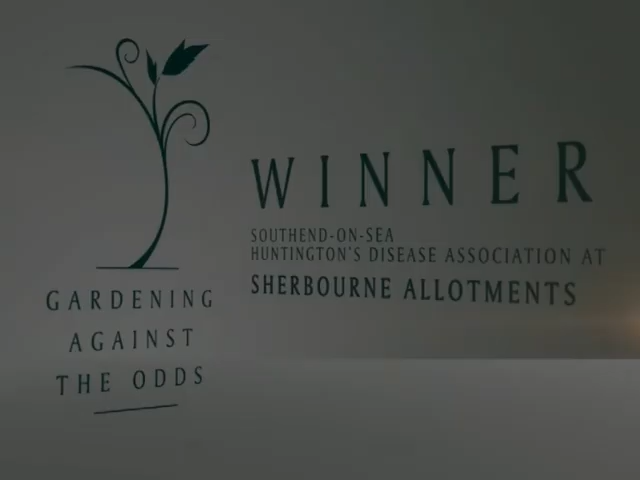 WINNER
SOUTHEND-ON-SEA
HUNTINGTON'S DISEASE ASSOCIATION AT
SHERBOURNE ALLOTMENTS
GARDENING
AGAINST
THE ODDS